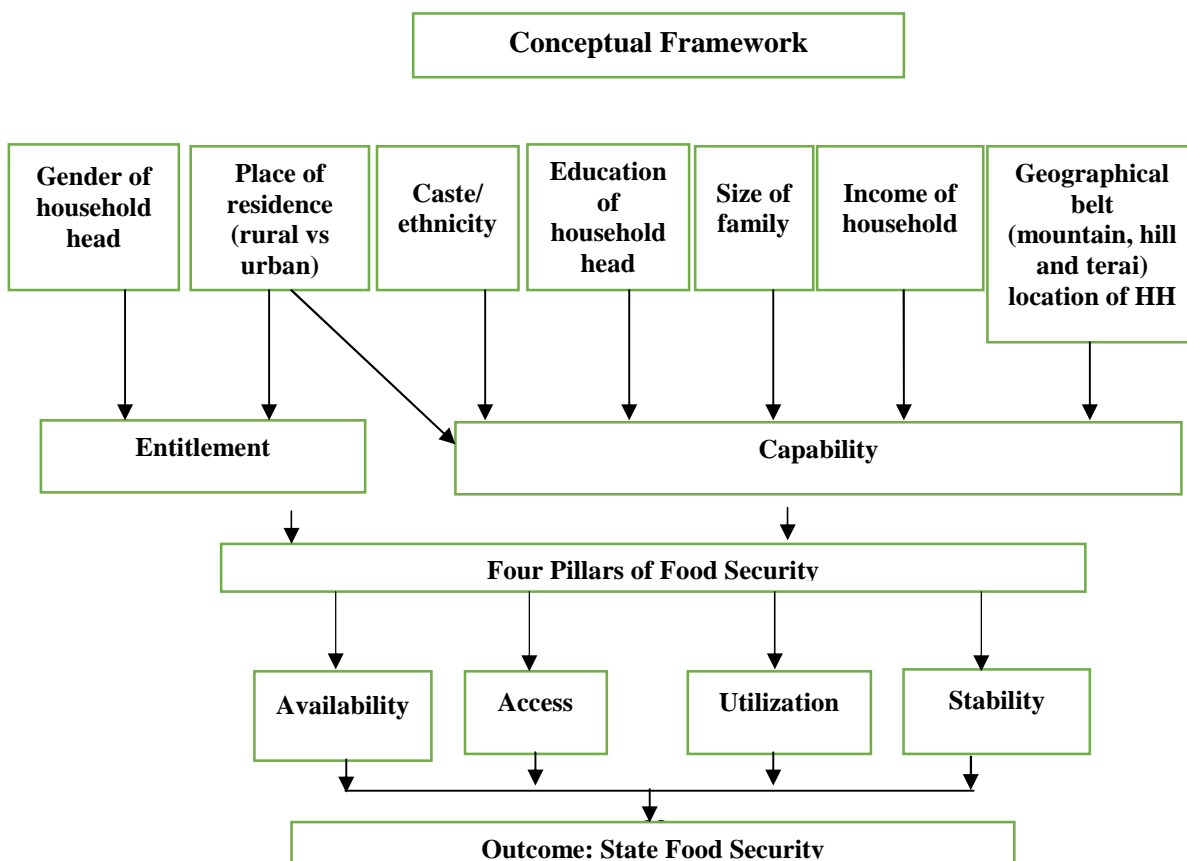 Conceptual Framework
Gender of
household
head
Place of
residence
(rural vs
urban)
Caste/
ethnicity
Education
of
household
head
Size of
family
Income of
household
Geographical
belt
(mountain, hill
and terai)
location of HH
Entitlement
Capability
Four Pillars of Food Security
Availability
Access
Utilization
Stability
Outcome: State Food Security